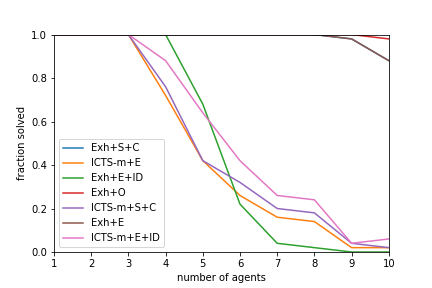 1.0
0.8
0.6
0.4
0.2
0.0
fraction solved
Exh+S+C
ICTS-m+E
Exh+E+ID
Exh+O
ICTS-m+S+C
Exh+E
ICTS-m+E+ID
1 2 3 4 5 6 7 8 9 10
number of agents